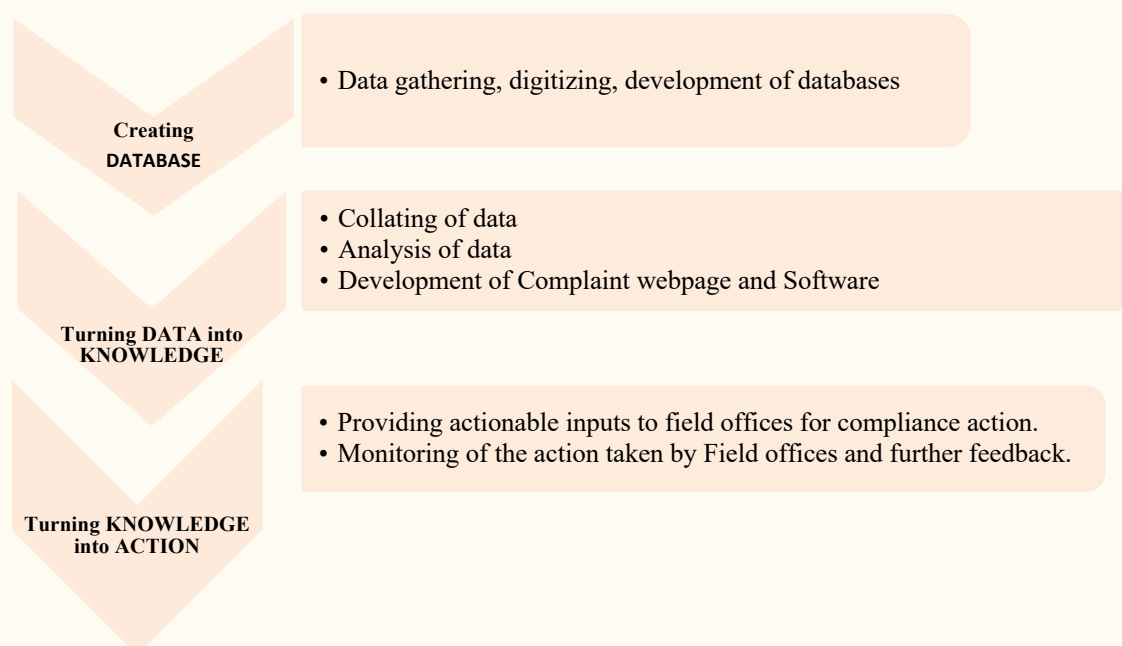 • Data gathering, digitizing, development of databases
Creating
DATABASE
• Collating of data
• Analysis of data
• Development of Complaint webpage and Software
Turning DATA into
KNOWLEDGE
• Providing actionable inputs to field offices for compliance action.
• Monitoring of the action taken by Field offices and further feedback.
Turning KNOWLEDGE
into ACTION